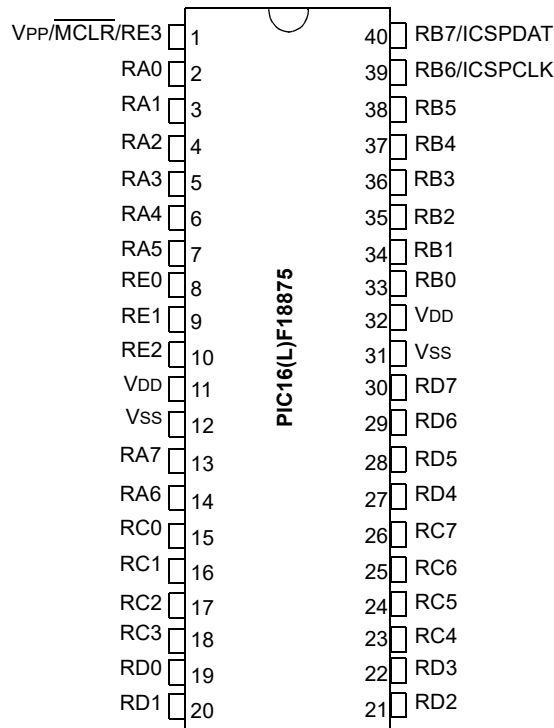 VPP/MCLR/RE3 1 40 RB7/ICSPDAT
RA0 2 39 RB6/ICSPCLK
RA1 3 38 RB5
RA2 4 37 RB4
RA3 5 36 RB3
RA4 6 35 RB2
RA5 7 34 RB1
RE0 8 33 RB0
RE1 9 32 VDD
RE2 10 31 VSS
VDD 11 30 RD7
VSS 12 29 RD6
RA7 13 28 RD5
RA6 14 27 RD4
RC0 15 26 RC7
RC1 16 25 RC6
RC2 17 24 RC5
RC3 18 23 RC4
RD0 19 22 RD3
RD1 20 21 RD2
PIC16(L)F18875